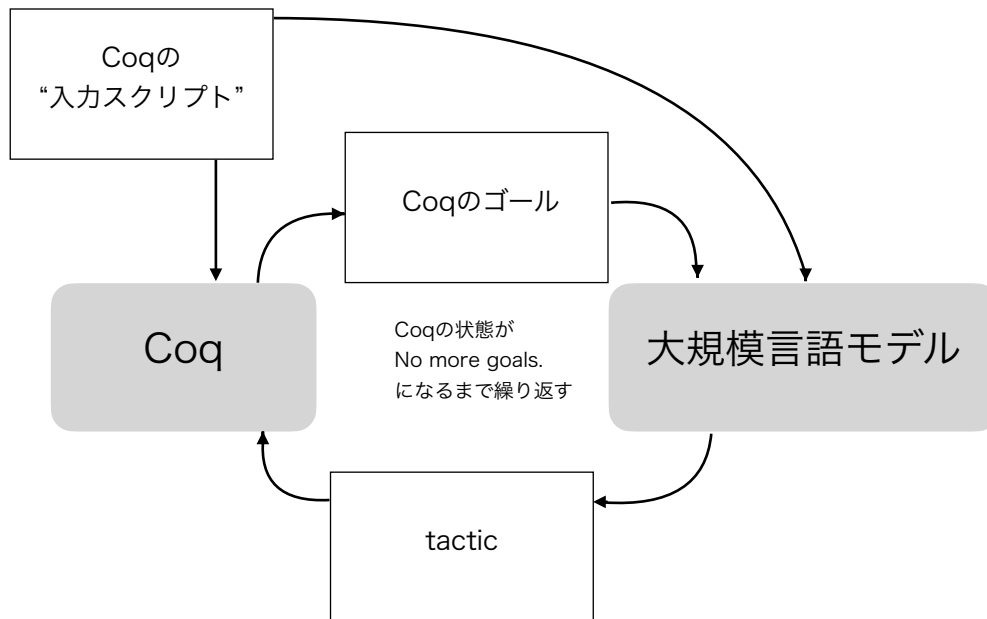 Coqの
“入力スクリプト”
Coqのゴール
Coq
Coqの状態が
No more goals.
になるまで繰り返す
大規模言語モデル
tactic